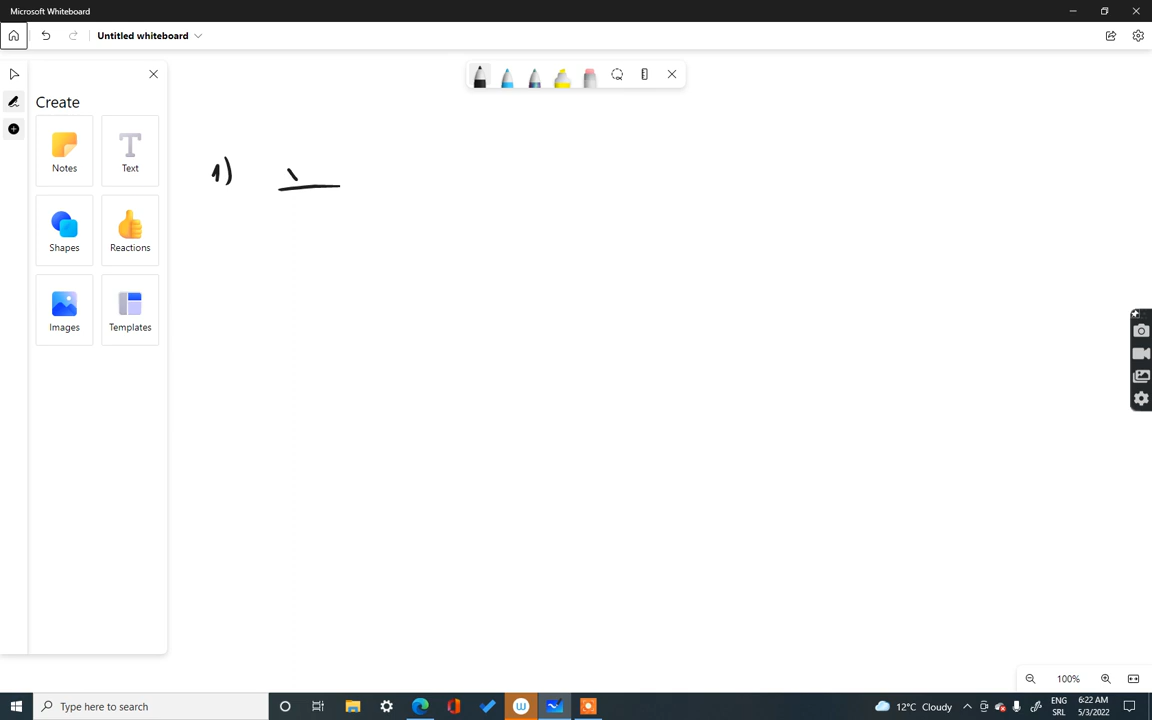 Microsoft Whiteboard
Untitled whiteboard
Create
Notes
Text
Shapes
Reactions
Images
Templates
1)
100%
Type here to search
12°C Cloudy
ENG
SRL
6:22 AM
5/3/2022